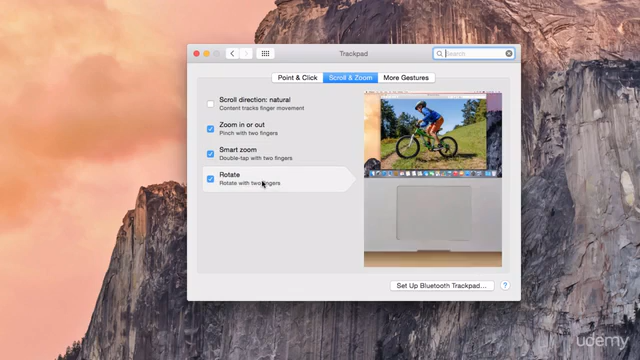 Trackpad
Search
Point & Click
Scroll & Zoom
More Gestures
Scroll direction: natural
Content tracks finger movement
Zoom in or out
Pinch with two fingers
Smart zoom
Double-tap with two fingers
Rotate
Rotate with two fingers
Set Up Bluetooth Trackpad...
?
udemy